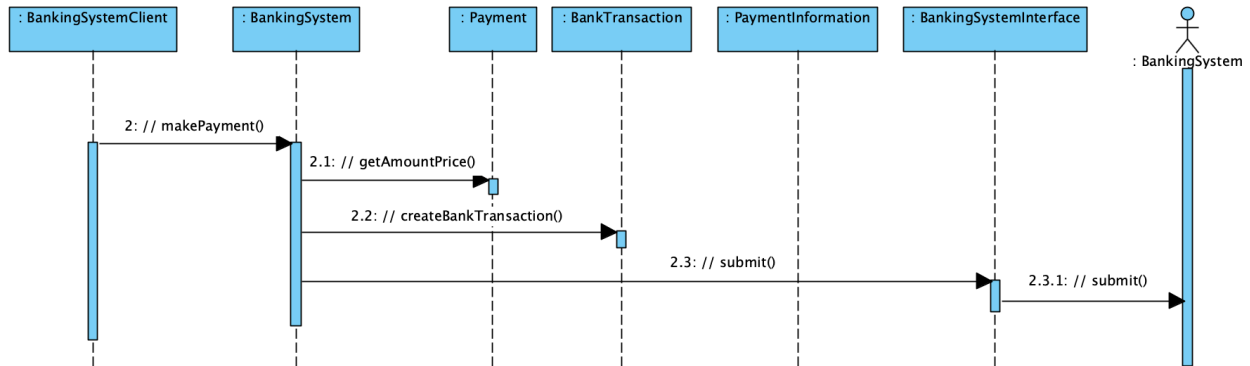 : BankingSystemClient
: BankingSystem
: Payment
: BankTransaction
: PaymentInformation
: BankingSystemInterface
: BankingSystem
2: // makePayment()
2.1: // getAmountPrice()
2.2: // createBankTransaction()
2.3: // submit()
2.3.1: // submit()